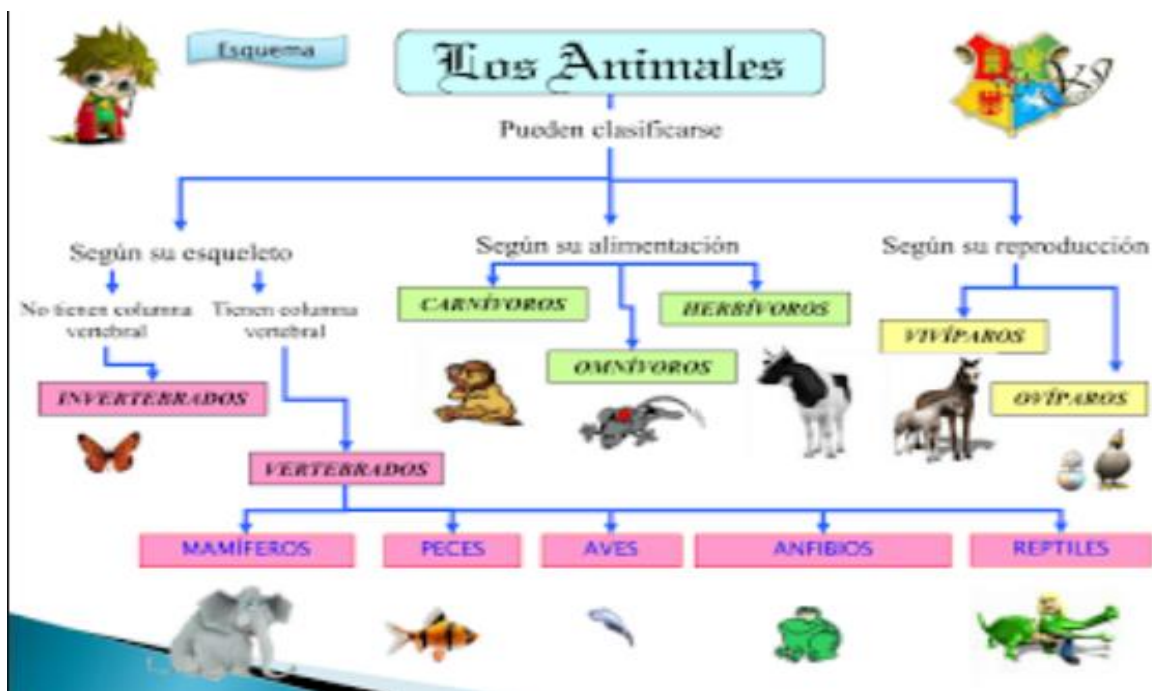 Esquema
Los Animales
Pueden clasificarse
Según su esqueleto
Según su alimentación
Según su reproducción
No tienen columna
vertebral
Tienen columna
vertebral
CARNÍVOROS
HERBÍVOROS
OMNÍVOROS
VIVÍPAROS
OVÍPAROS
INVERTEBRADOS
VERTEBRADOS
MAMÍFEROS
PECES
AVES
ANFIBIOS
REPTILES